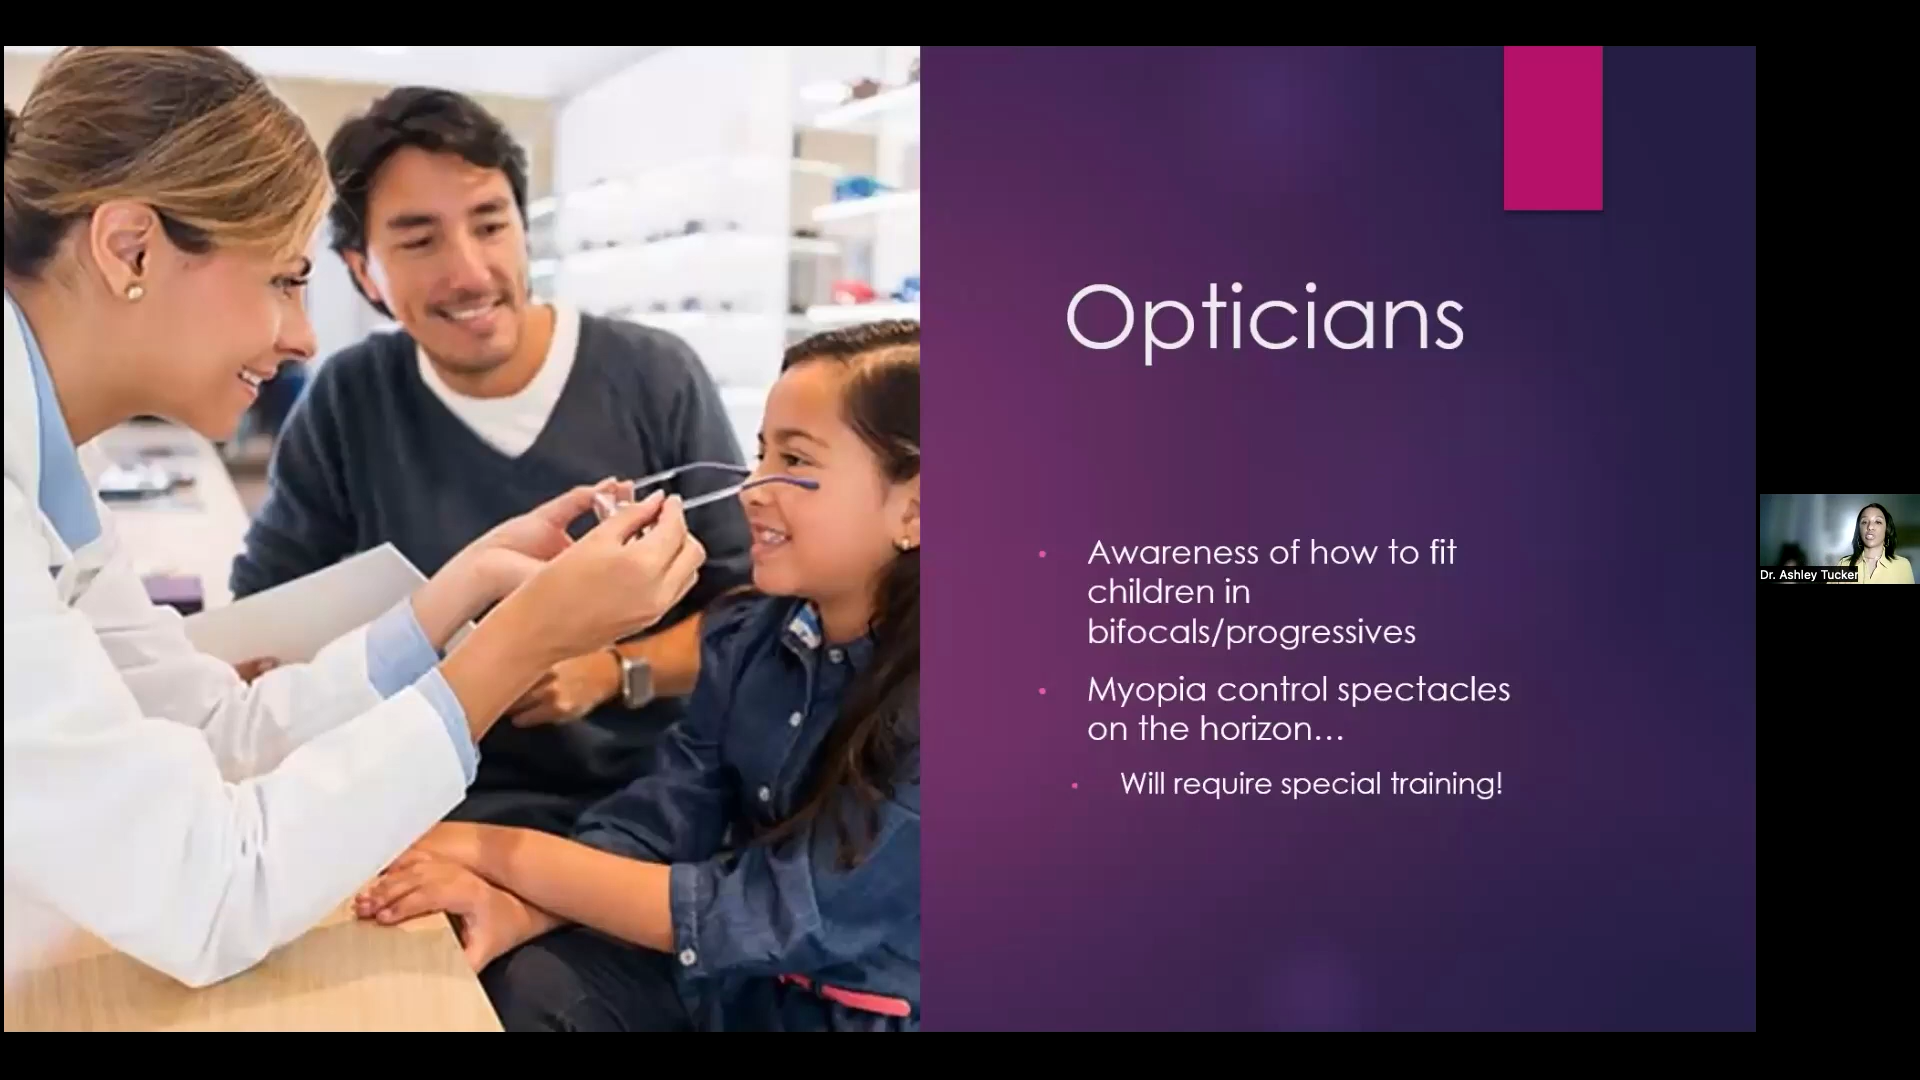 Opticians
• Awareness of how to fit
children in
bifocals/progressives
• Myopia control spectacles
on the horizon…
• Will require special training!
Dr. Ashley Tucker